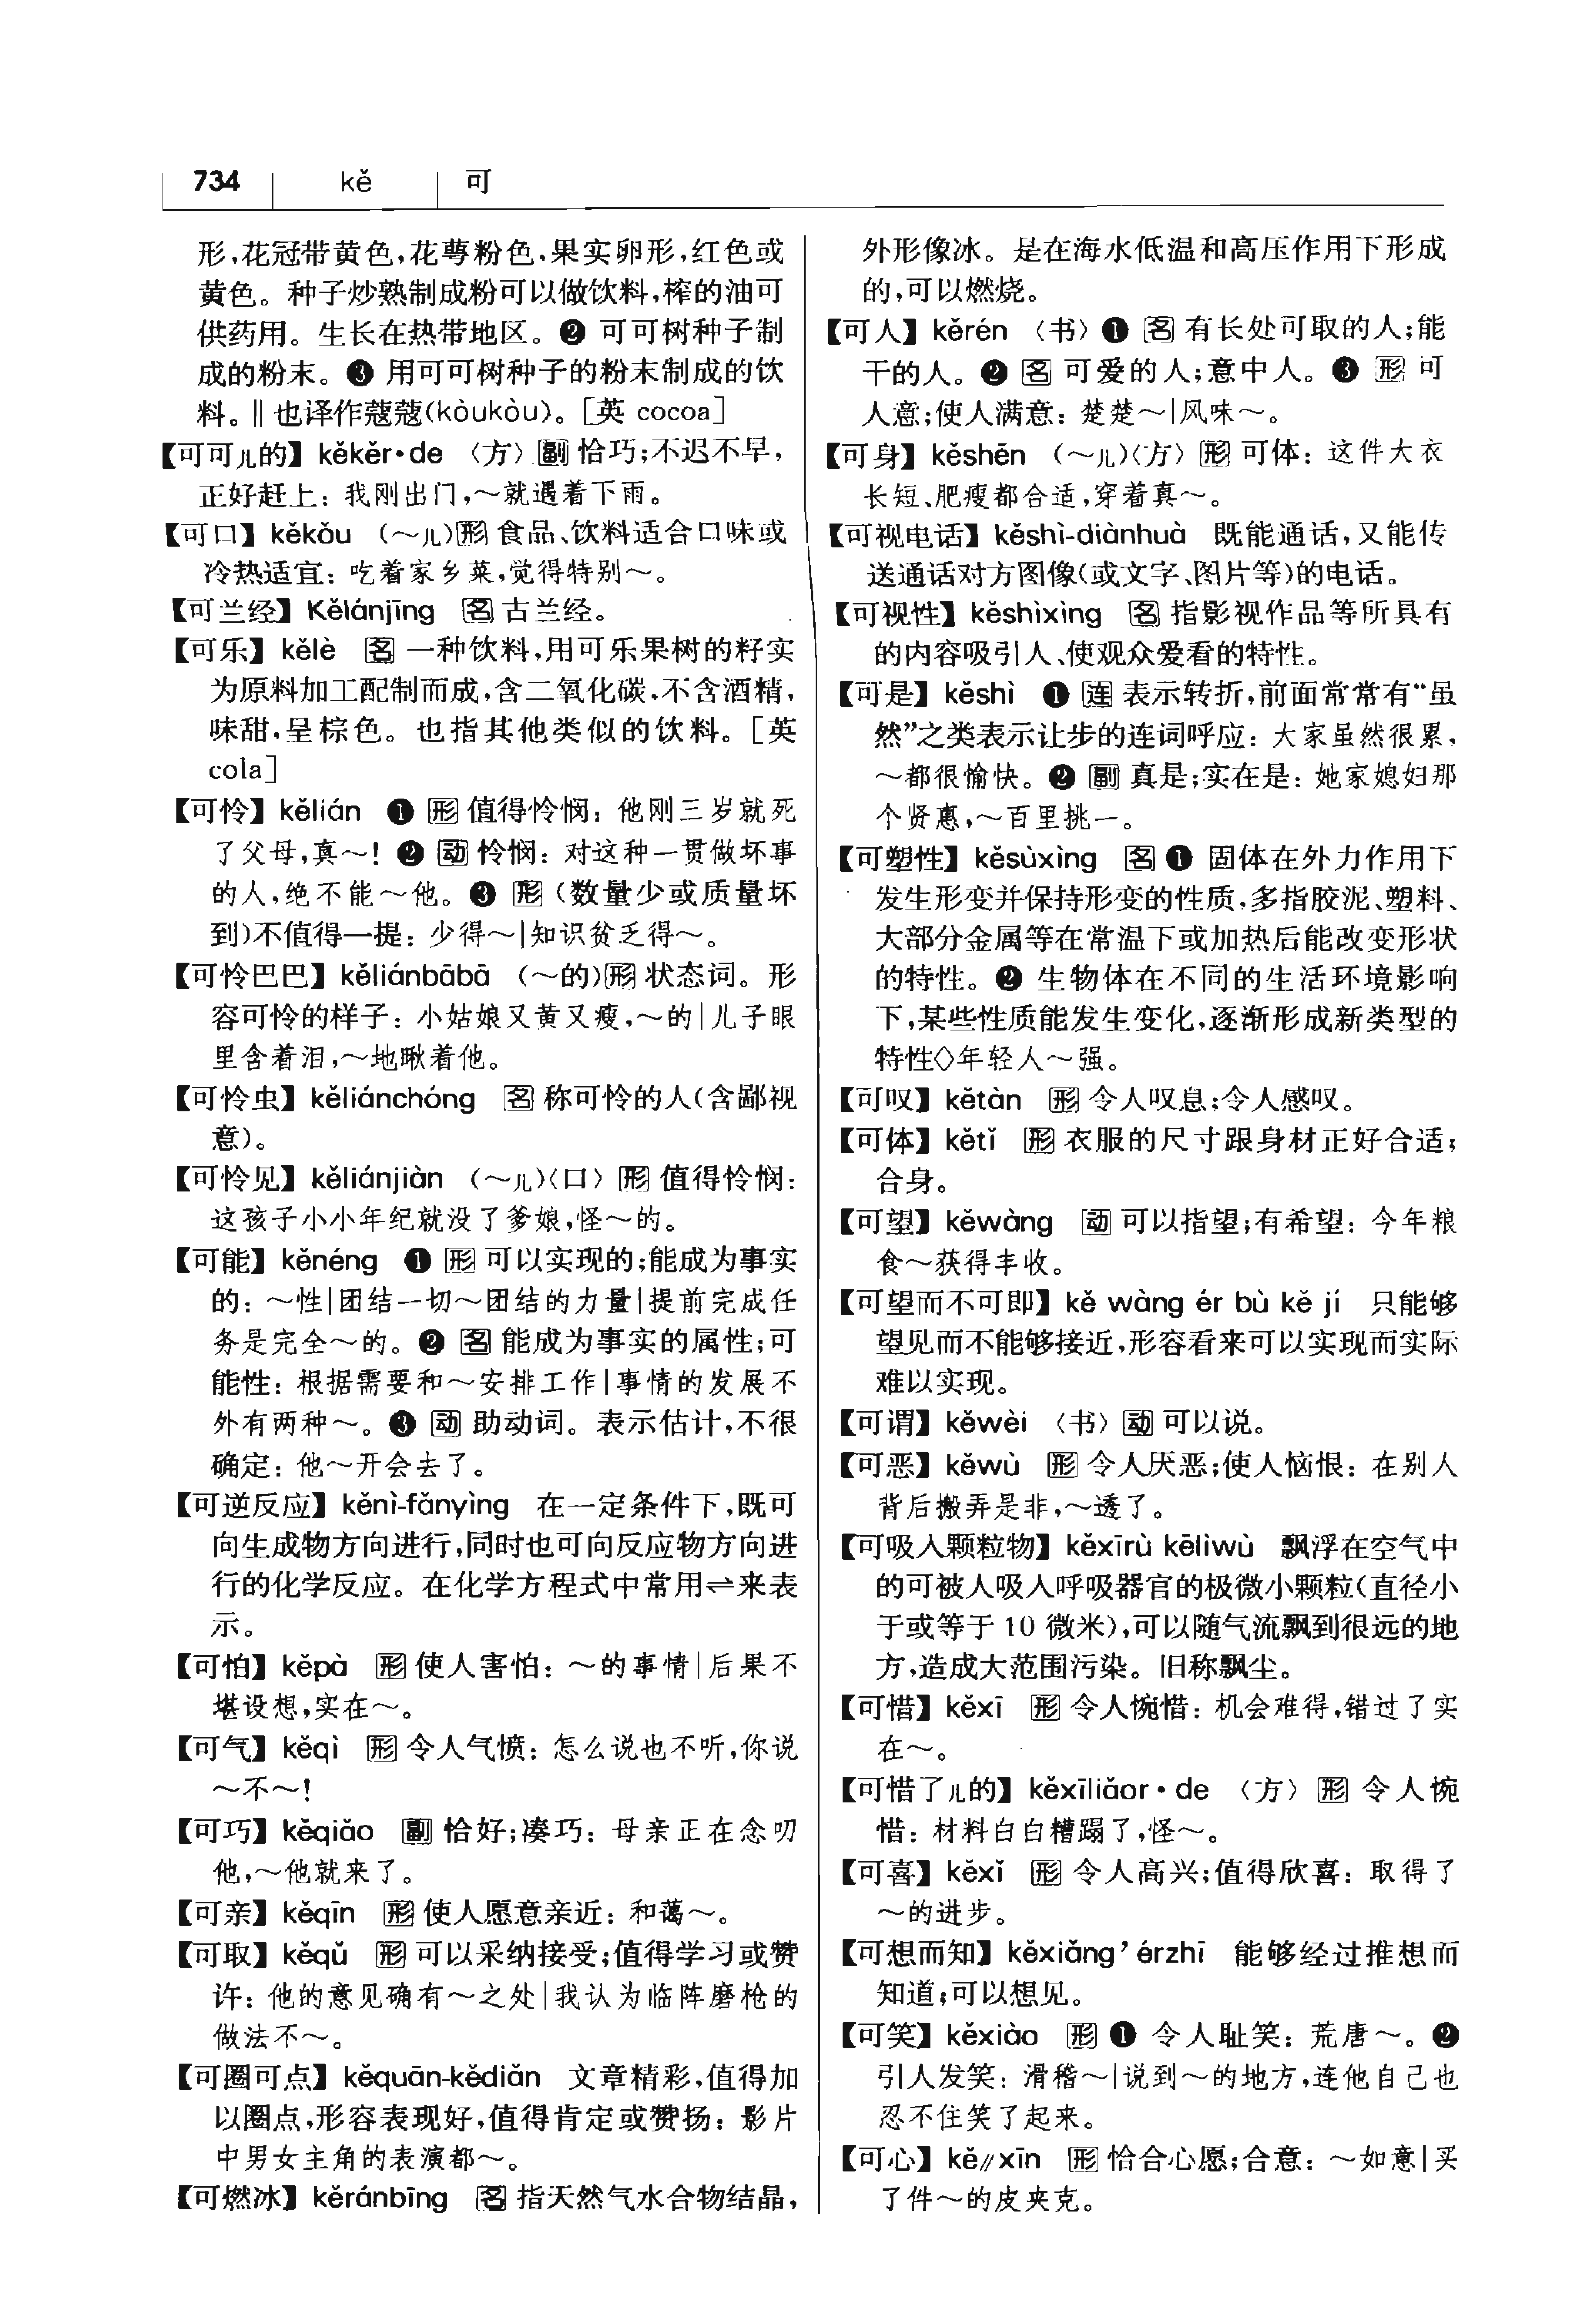 734 kě 可
形,花冠带黄色,花萼粉色,果实卵形,红色或
黄色。种子炒熟制成粉可以做饮料,榨的油可
供药用。生长在热带地区。❷ 可可树种子制
成的粉末。❸ 用可可树种子的粉末制成的饮
料。‖也译作蔻蔻(kòukòu)。[英 cocoa]
【可可儿的】kěkěr·de 〈方〉副 恰巧;不迟不早,
正好赶上：我刚出门,～就遇着下雨。
【可口】kěkǒu (～儿)形 食品、饮料适合口味或
冷热适宜：吃着家乡菜,觉得特别～。
【可兰经】Kělánjīng 名 古兰经。
【可乐】kělè 名 一种饮料,用可乐果树的籽实
为原料加工配制而成,含二氧化碳,不含酒精,
味甜,呈棕色。也指其他类似的饮料。[英
cola]
【可怜】kělián ❶ 形 值得怜悯：他刚三岁就死
了父母,真～! ❷ 动 怜悯：对这种一贯做坏事
的人,绝不能～他。❸ 形 (数量少或质量坏
到)不值得一提：少得～|知识贫乏得～。
【可怜巴巴】kěliánbābā (～的)形 状态词。形
容可怜的样子：小姑娘又黄又瘦,～的|儿子眼
里含着泪,～地瞅着他。
【可怜虫】kěliánchóng 名 称可怜的人(含鄙视
意)。
【可怜见】kěliánjiàn (～儿)〈口〉形 值得怜悯：
这孩子小小年纪就没了爹娘,怪～的。
【可能】kěnéng ❶ 形 可以实现的;能成为事实
的：～性|团结一切～团结的力量|提前完成任
务是完全～的。❷ 名 能成为事实的属性;可
能性：根据需要和～安排工作|事情的发展不
外有两种～。❸ 动 助动词。表示估计,不很
确定：他～开会去了。
【可逆反应】kěnì-fǎnyìng 在一定条件下,既可
向生成物方向进行,同时也可向反应物方向进
行的化学反应。在化学方程式中常用⇌来表
示。
【可怕】kěpà 形 使人害怕：～的事情|后果不
堪设想,实在～。
【可气】kěqì 形 令人气愤：怎么说也不听,你说
～不～!
【可巧】kěqiǎo 副 恰好;凑巧：母亲正在念叨
他,～他就来了。
【可亲】kěqīn 形 使人愿意亲近：和蔼～。
【可取】kěqǔ 形 可以采纳接受;值得学习或赞
许：他的意见确有～之处|我认为临阵磨枪的
做法不～。
【可圈可点】kěquān-kědiǎn 文章精彩,值得加
以圈点,形容表现好,值得肯定或赞扬：影片
中男女主角的表演都～。
【可燃冰】kěránbīng 名 指天然气水合物结晶,
外形像冰。是在海水低温和高压作用下形成
的,可以燃烧。
【可人】kěrén 〈书〉❶ 名 有长处可取的人;能
干的人。❷ 名 可爱的人;意中人。❸ 形 可
人意;使人满意：楚楚～|风味～。
【可身】kěshēn (～儿)〈方〉形 可体：这件大衣
长短、肥瘦都合适,穿着真～。
【可视电话】kěshì-diànhuà 既能通话,又能传
送通话对方图像(或文字、图片等)的电话。
【可视性】kěshìxìng 名 指影视作品等所具有
的内容吸引人、使观众爱看的特性。
【可是】kěshì ❶ 连 表示转折,前面常常有“虽
然”之类表示让步的连词呼应：大家虽然很累,
～都很愉快。❷ 副 真是;实在是：她家媳妇那
个贤惠,～百里挑一。
【可塑性】kěsùxìng 名 ❶ 固体在外力作用下
发生形变并保持形变的性质,多指胶泥、塑料、
大部分金属等在常温下或加热后能改变形状
的特性。❷ 生物体在不同的生活环境影响
下,某些性质能发生变化,逐渐形成新类型的
特性◇年轻人～强。
【可叹】kětàn 形 令人叹息;令人感叹。
【可体】kětǐ 形 衣服的尺寸跟身材正好合适;
合身。
【可望】kěwàng 动 可以指望;有希望：今年粮
食～获得丰收。
【可望而不可即】kě wàng ér bù kě jí 只能够
望见而不能够接近,形容看来可以实现而实际
难以实现。
【可谓】kěwèi 〈书〉动 可以说。
【可恶】kěwù 形 令人厌恶;使人恼恨：在别人
背后搬弄是非,～透了。
【可吸入颗粒物】kěxīrù kēlìwù 飘浮在空气中
的可被人吸入呼吸器官的极微小颗粒(直径小
于或等于 10 微米),可以随气流飘到很远的地
方,造成大范围污染。旧称飘尘。
【可惜】kěxī 形 令人惋惜：机会难得,错过了实
在～。
【可惜了儿的】kěxīliǎor·de 〈方〉形 令人惋
惜：材料白白糟蹋了,怪～。
【可喜】kěxǐ 形 令人高兴;值得欣喜：取得了
～的进步。
【可想而知】kěxiǎng’érzhī 能够经过推想而
知道;可以想见。
【可笑】kěxiào 形 ❶ 令人耻笑：荒唐～。❷
引人发笑：滑稽～|说到～的地方,连他自己也
忍不住笑了起来。
【可心】kě∥xīn 形 恰合心愿;合意：～如意|买
了件～的皮夹克。